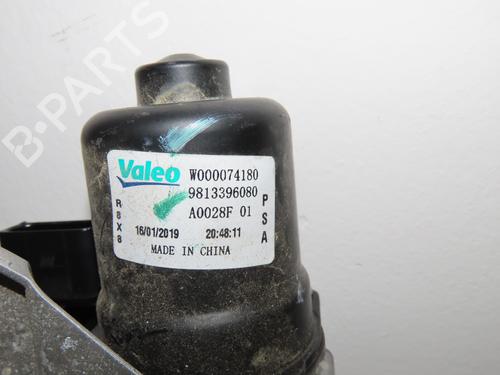 B-PARTS
Valeo W000074180
9813396080
A0028F 01
R8X8
PSA
16/01/2019 20:48:11
MADE IN CHINA